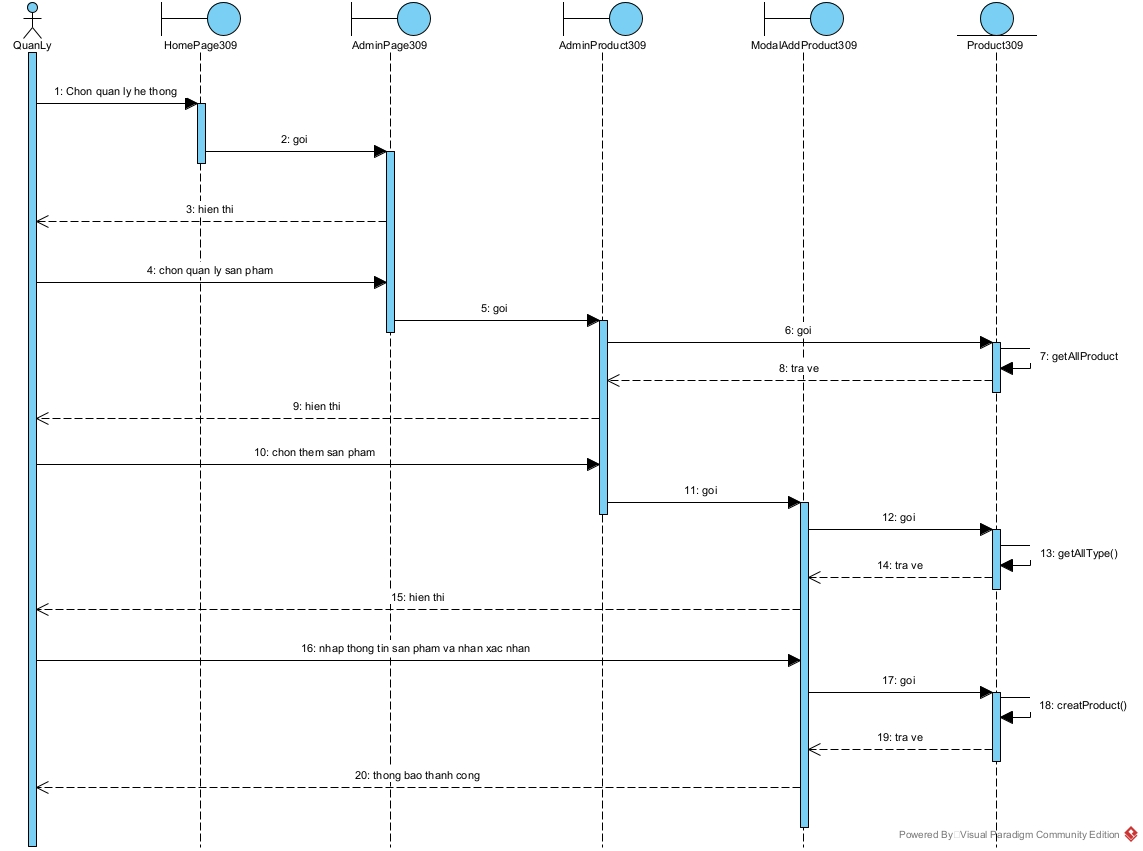 QuanLy
HomePage309
AdminPage309
AdminProduct309
ModalAddProduct309
Product309
1: Chon quan ly he thong
2: goi
3: hien thi
4: chon quan ly san pham
5: goi
6: goi
7: getAllProduct
8: tra ve
9: hien thi
10: chon them san pham
11: goi
12: goi
13: getAllType()
14: tra ve
15: hien thi
16: nhap thong tin san pham va nhan xac nhan
17: goi
18: creatProduct()
19: tra ve
20: thong bao thanh cong
Powered By Visual Paradigm Community Edition